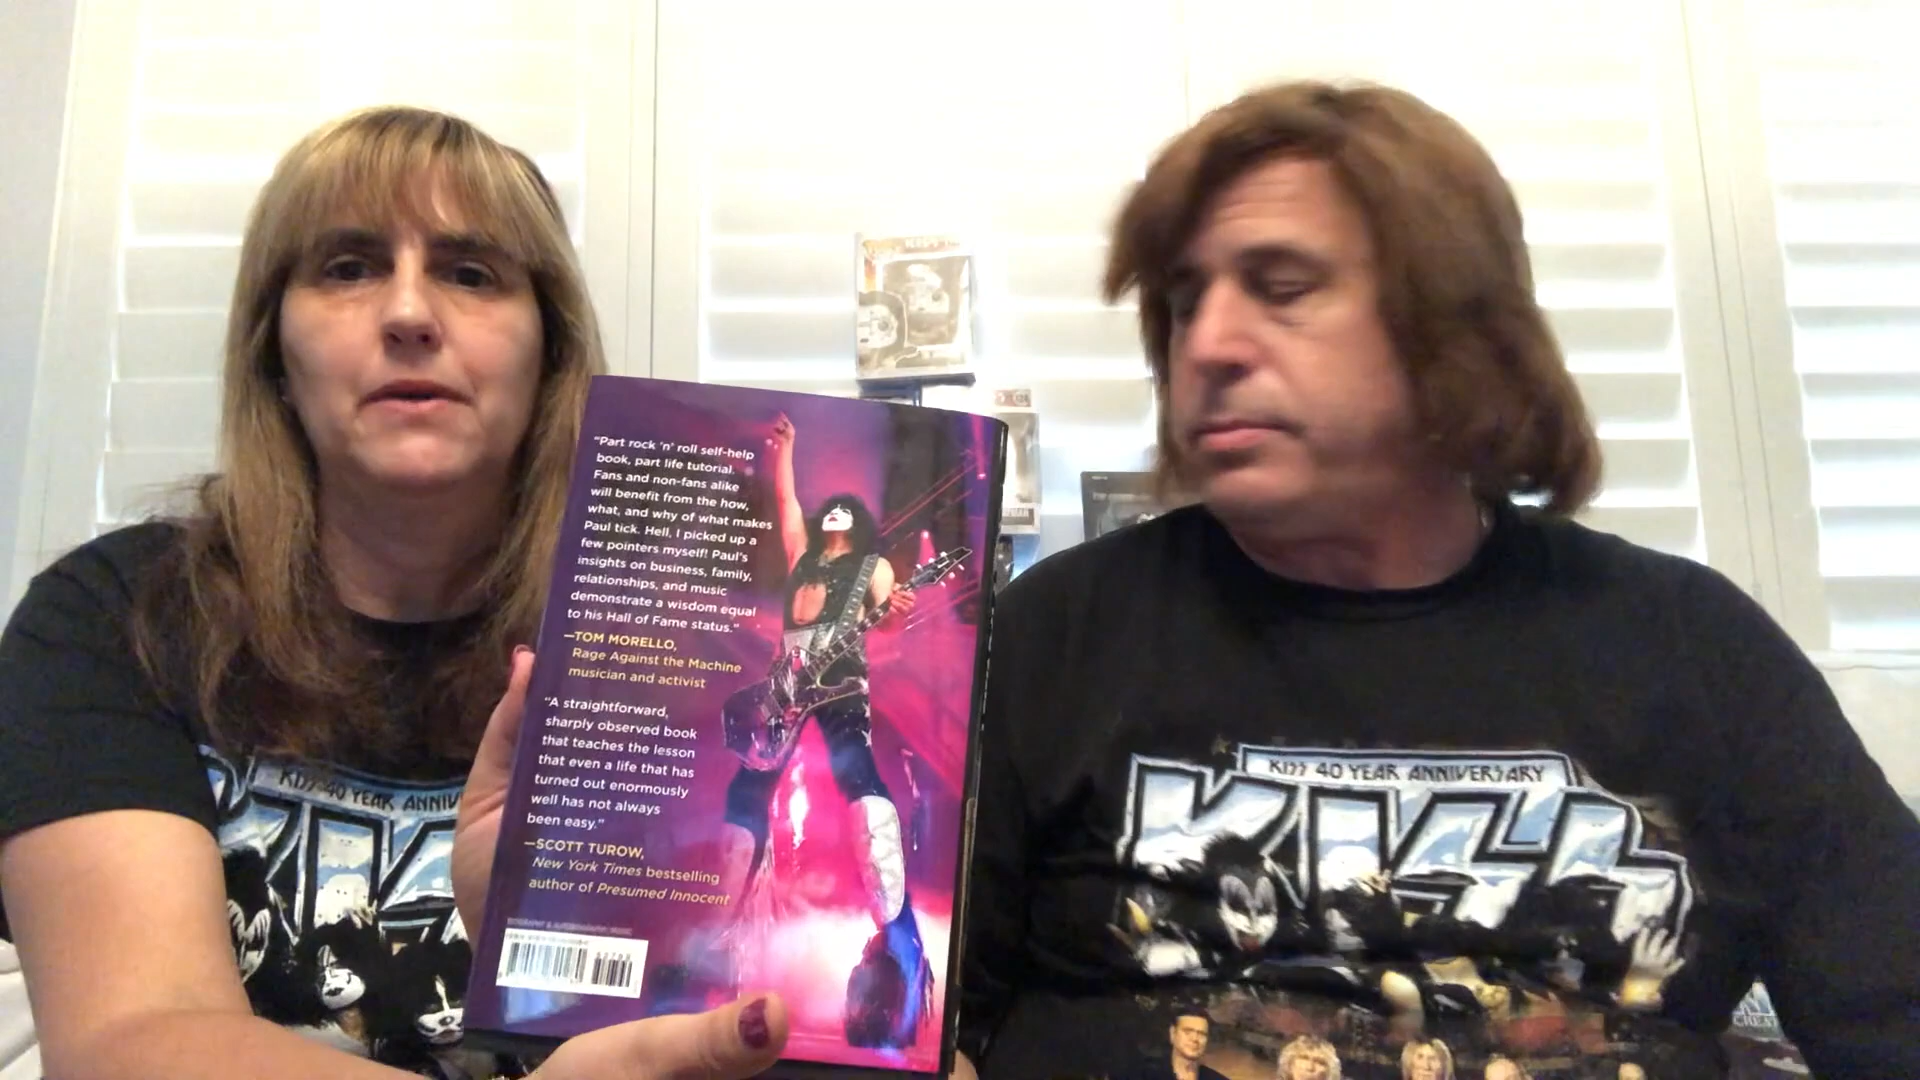 "Part rock 'n' roll self-help
book, part life tutorial.
Fans and non-fans alike
will benefit from the how,
what, and why of what makes
Paul tick. Hell, I picked up a
few pointers myself! Paul's
insights on business, family,
relationships, and music
demonstrate a wisdom equal
to his Hall of Fame status."
—TOM MORELLO,
Rage Against the Machine
musician and activist
"A straightforward,
sharply observed book
that teaches the lesson
that even a life that has
turned out enormously
well has not always
been easy."
—SCOTT TUROW,
New York Times bestselling
author of Presumed Innocent
KISS 40 YEAR ANNIV
KISS 40 YEAR ANNIVERSARY
KISS